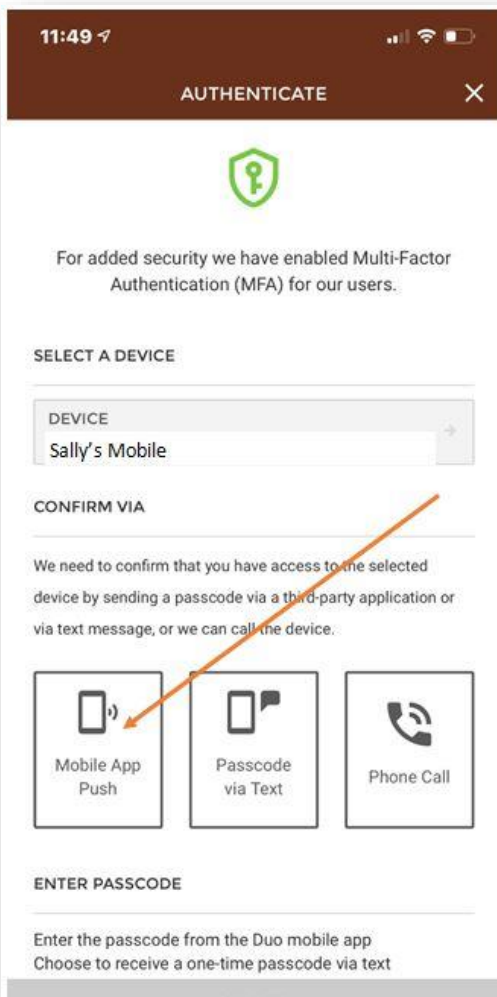 11:49
AUTHENTICATE
For added security we have enabled Multi-Factor
Authentication (MFA) for our users.
SELECT A DEVICE
DEVICE
Sally's Mobile
CONFIRM VIA
We need to confirm that you have access to the selected
device by sending a passcode via a third-party application or
via text message, or we can call the device.
Mobile App
Push
Passcode
via Text
Phone Call
ENTER PASSCODE
Enter the passcode from the Duo mobile app
Choose to receive a one-time passcode via text